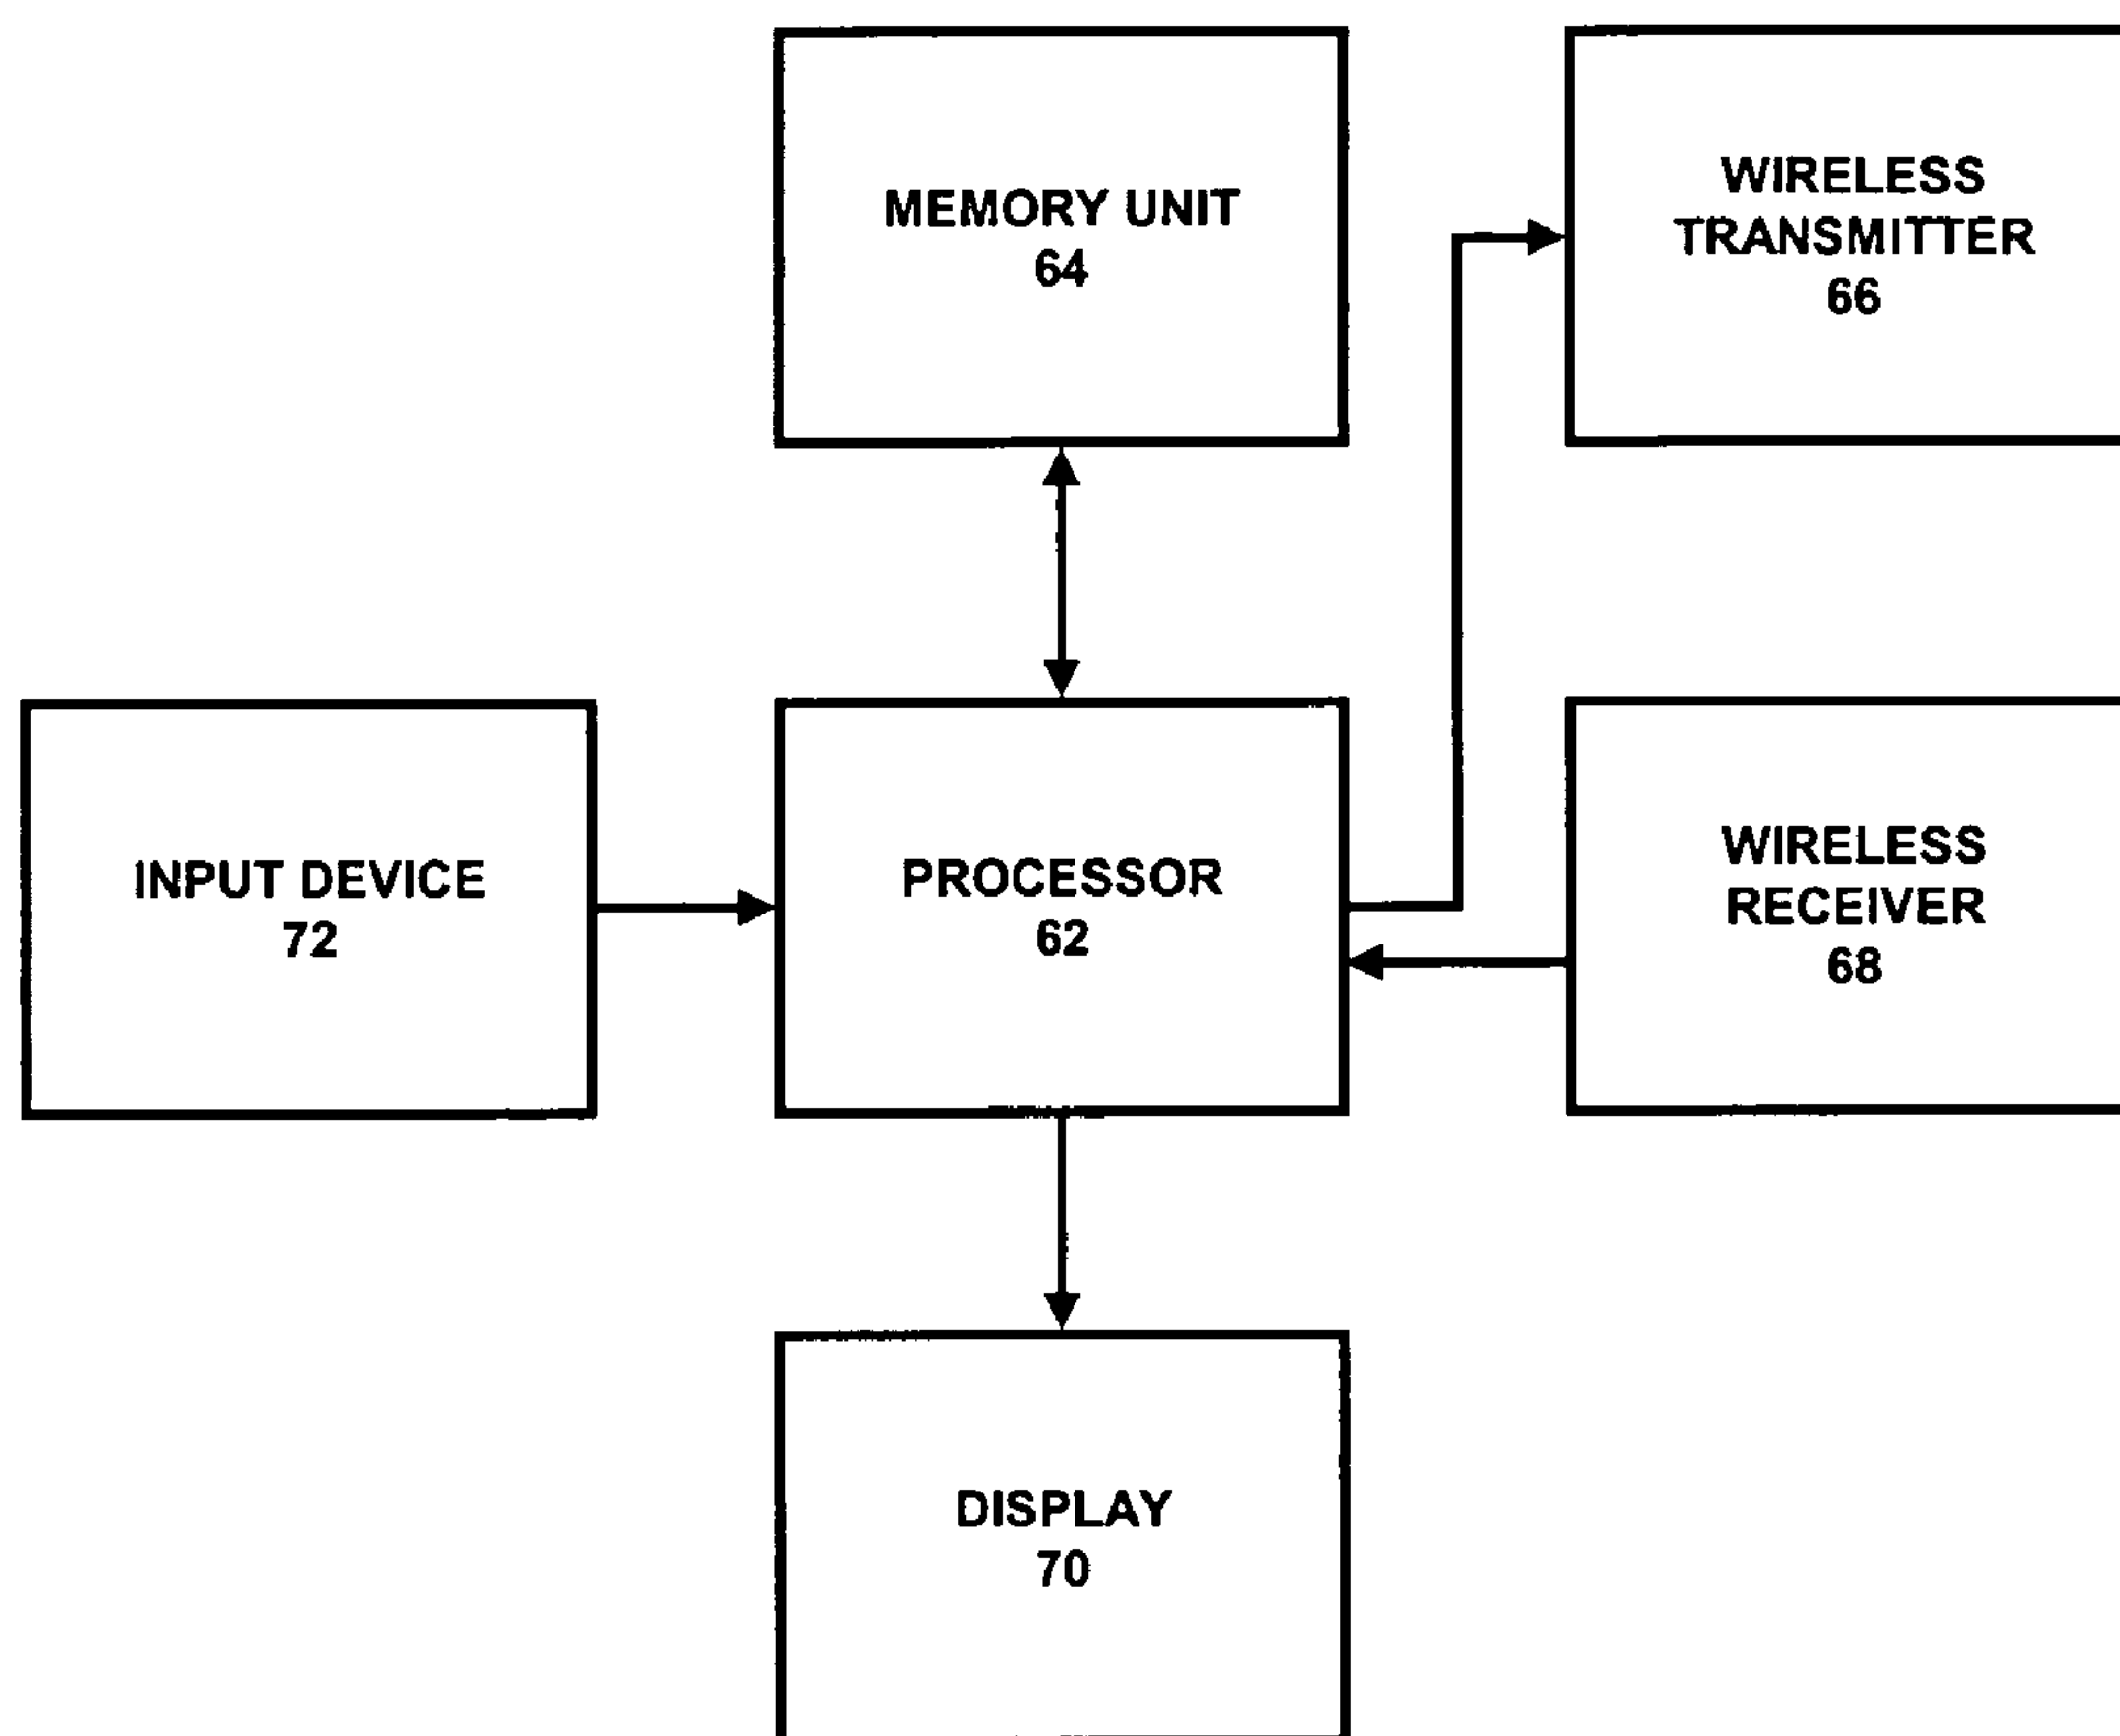 MEMORY UNIT
64
WIRELESS
TRANSMITTER
66
INPUT DEVICE
72
PROCESSOR
62
WIRELESS
RECEIVER
68
DISPLAY
70